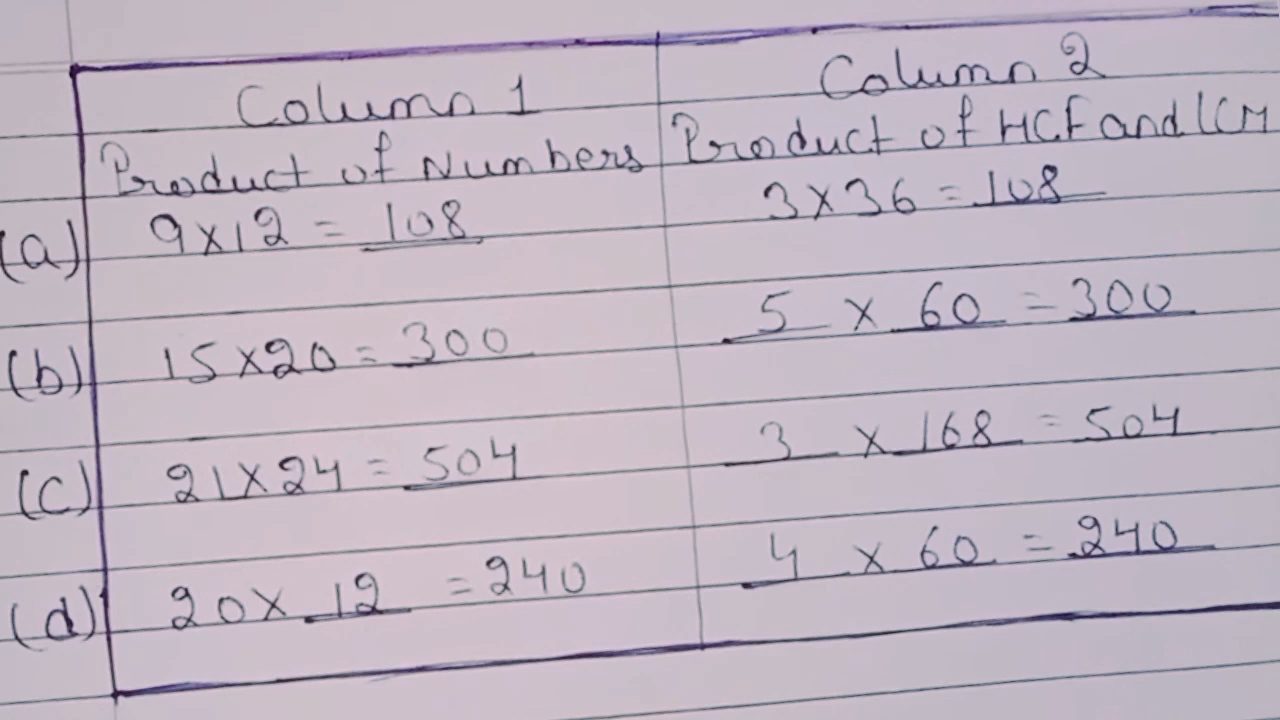 Column 1 Column 2
Product of Numbers Product of HCF and LCM
(a) 9x12 = 108 3x36 = 108
(b) 15x20 = 300 5 x 60 = 300
(c) 21x24 = 504 3 x 168 = 504
(d) 20x 12 = 240 4 x 60 = 240